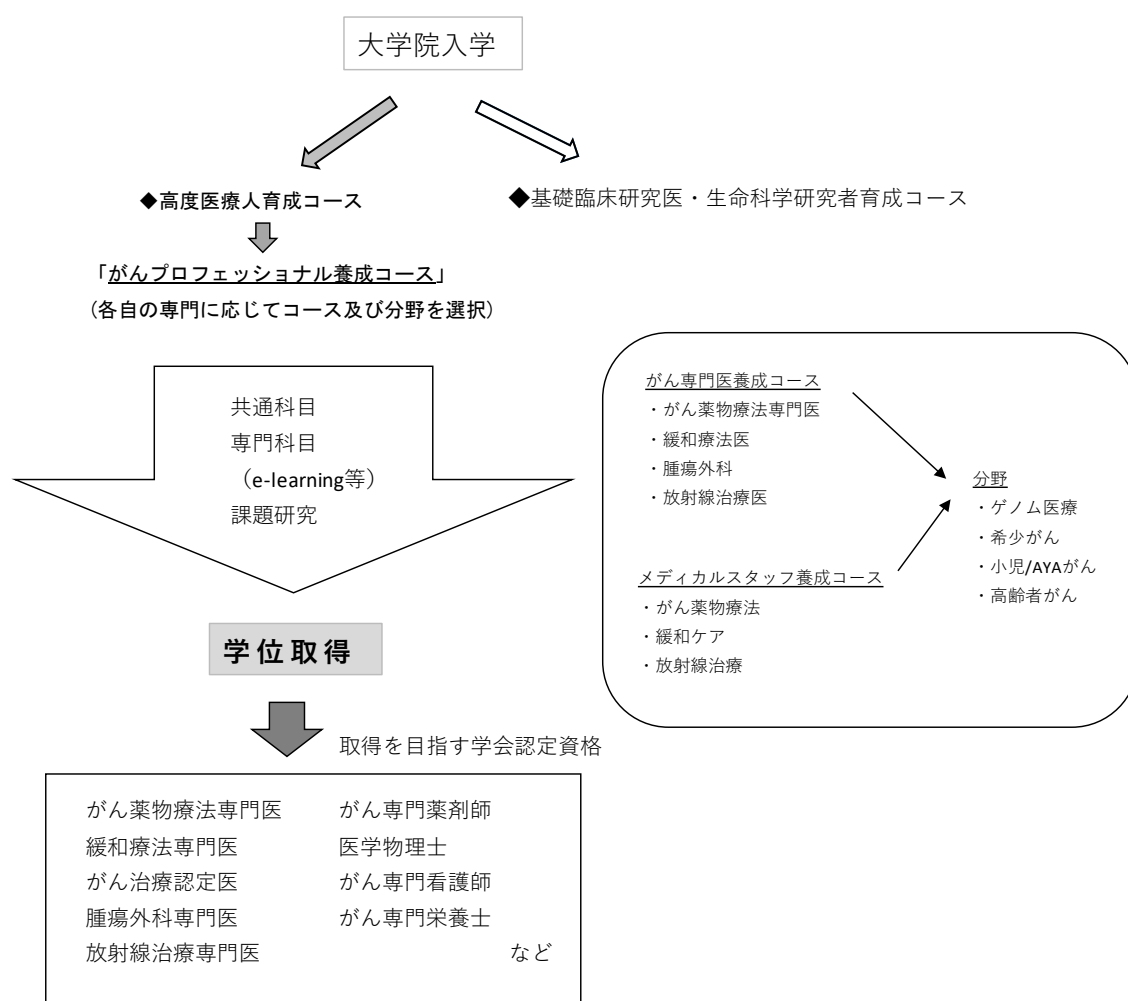 大学院入学
◆高度医療人育成コース
◆基礎臨床研究医・生命科学研究者育成コース
「がんプロフェッショナル養成コース」
（各自の専門に応じてコース及び分野を選択）
共通科目
専門科目
（e-learning等）
課題研究
がん専門医養成コース
・がん薬物療法専門医
・緩和療法医
・腫瘍外科
・放射線治療医
メディカルスタッフ養成コース
・がん薬物療法
・緩和ケア
・放射線治療
分野
・ゲノム医療
・希少がん
・小児/AYAがん
・高齢者がん
学位取得
取得を目指す学会認定資格
がん薬物療法専門医 がん専門薬剤師
緩和療法専門医 医学物理士
がん治療認定医 がん専門看護師
腫瘍外科専門医 がん専門栄養士
放射線治療専門医 など